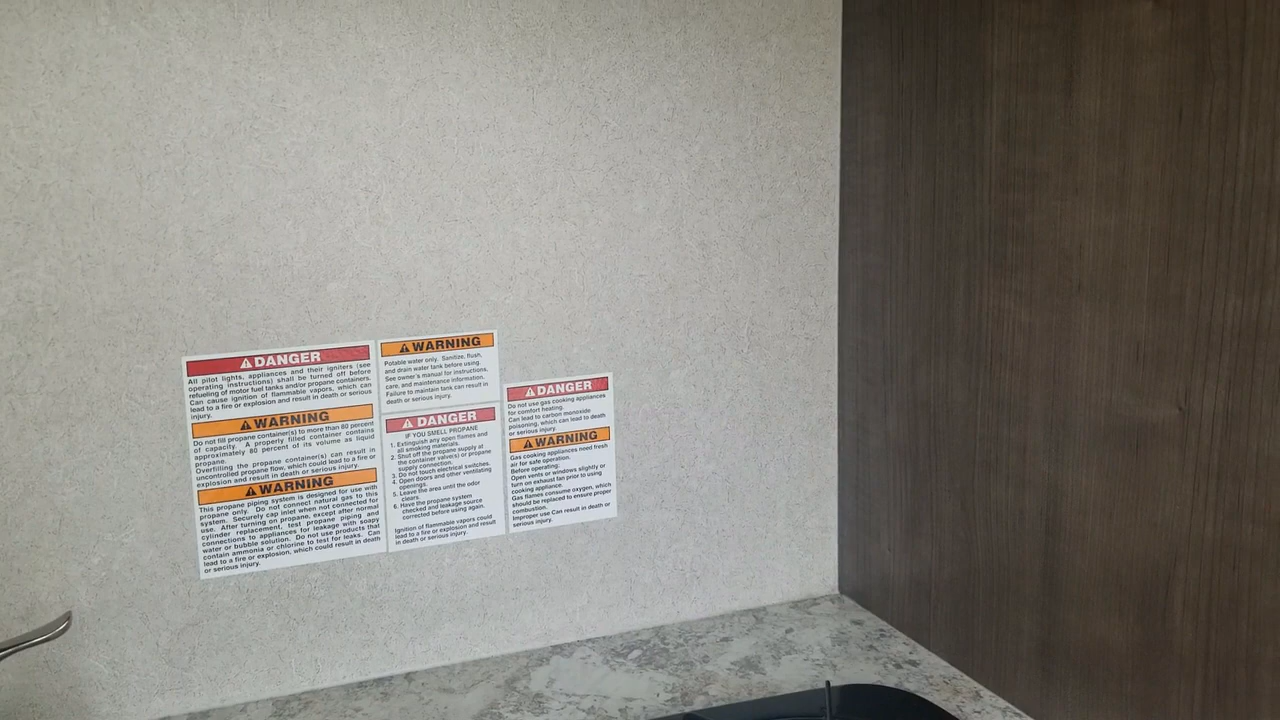 DANGER
All pilot lights, appliances and their igniters (see
operating instructions) shall be turned off before
refueling of motor fuel tanks and/or propane containers.
Can cause ignition of flammable vapors, which can
lead to a fire or explosion and result in death or serious
injury.
WARNING
Do not fill propane container(s) to more than 80 percent
of capacity. A properly filled container contains
approximately 80 percent of its volume as liquid
propane.
Overfilling the propane container(s) can result in
uncontrolled propane flow, which could lead to a fire or
explosion and result in death or serious injury.
WARNING
This propane piping system is designed for use with
propane only. Do not connect natural gas to this
system. Securely cap inlet when not connected for
use. After turning on propane, except after normal
cylinder replacement, test propane piping and
connections to appliances for leakage with soapy
water or bubble solution. Do not use products that
contain ammonia or chlorine to test for leaks. Can
lead to a fire or explosion, which could result in death
or serious injury.
WARNING
Potable water only. Sanitize, flush,
and drain water tank before using.
See owner's manual for instructions,
care, and maintenance information.
Failure to maintain tank can result in
death or serious injury.
DANGER
IF YOU SMELL PROPANE
1. Extinguish any open flames and
all smoking materials.
2. Shut off the propane supply at
the container valve(s) or propane
supply connection.
3. Do not touch electrical switches.
4. Open doors and other ventilating
openings.
5. Leave the area until the odor
clears.
6. Have the propane system
checked and leakage source
corrected before using again.
Ignition of flammable vapors could
lead to a fire or explosion and result
in death or serious injury.
DANGER
Do not use gas cooking appliances
for comfort heating.
Can lead to carbon monoxide
poisoning, which can lead to death
or serious injury.
WARNING
Gas cooking appliances need fresh
air for safe operation.
Before operating:
Open vents or windows slightly or
turn on exhaust fan prior to using
cooking appliance.
Gas flames consume oxygen, which
should be replaced to ensure proper
combustion.
Improper use Can result in death or
serious injury.